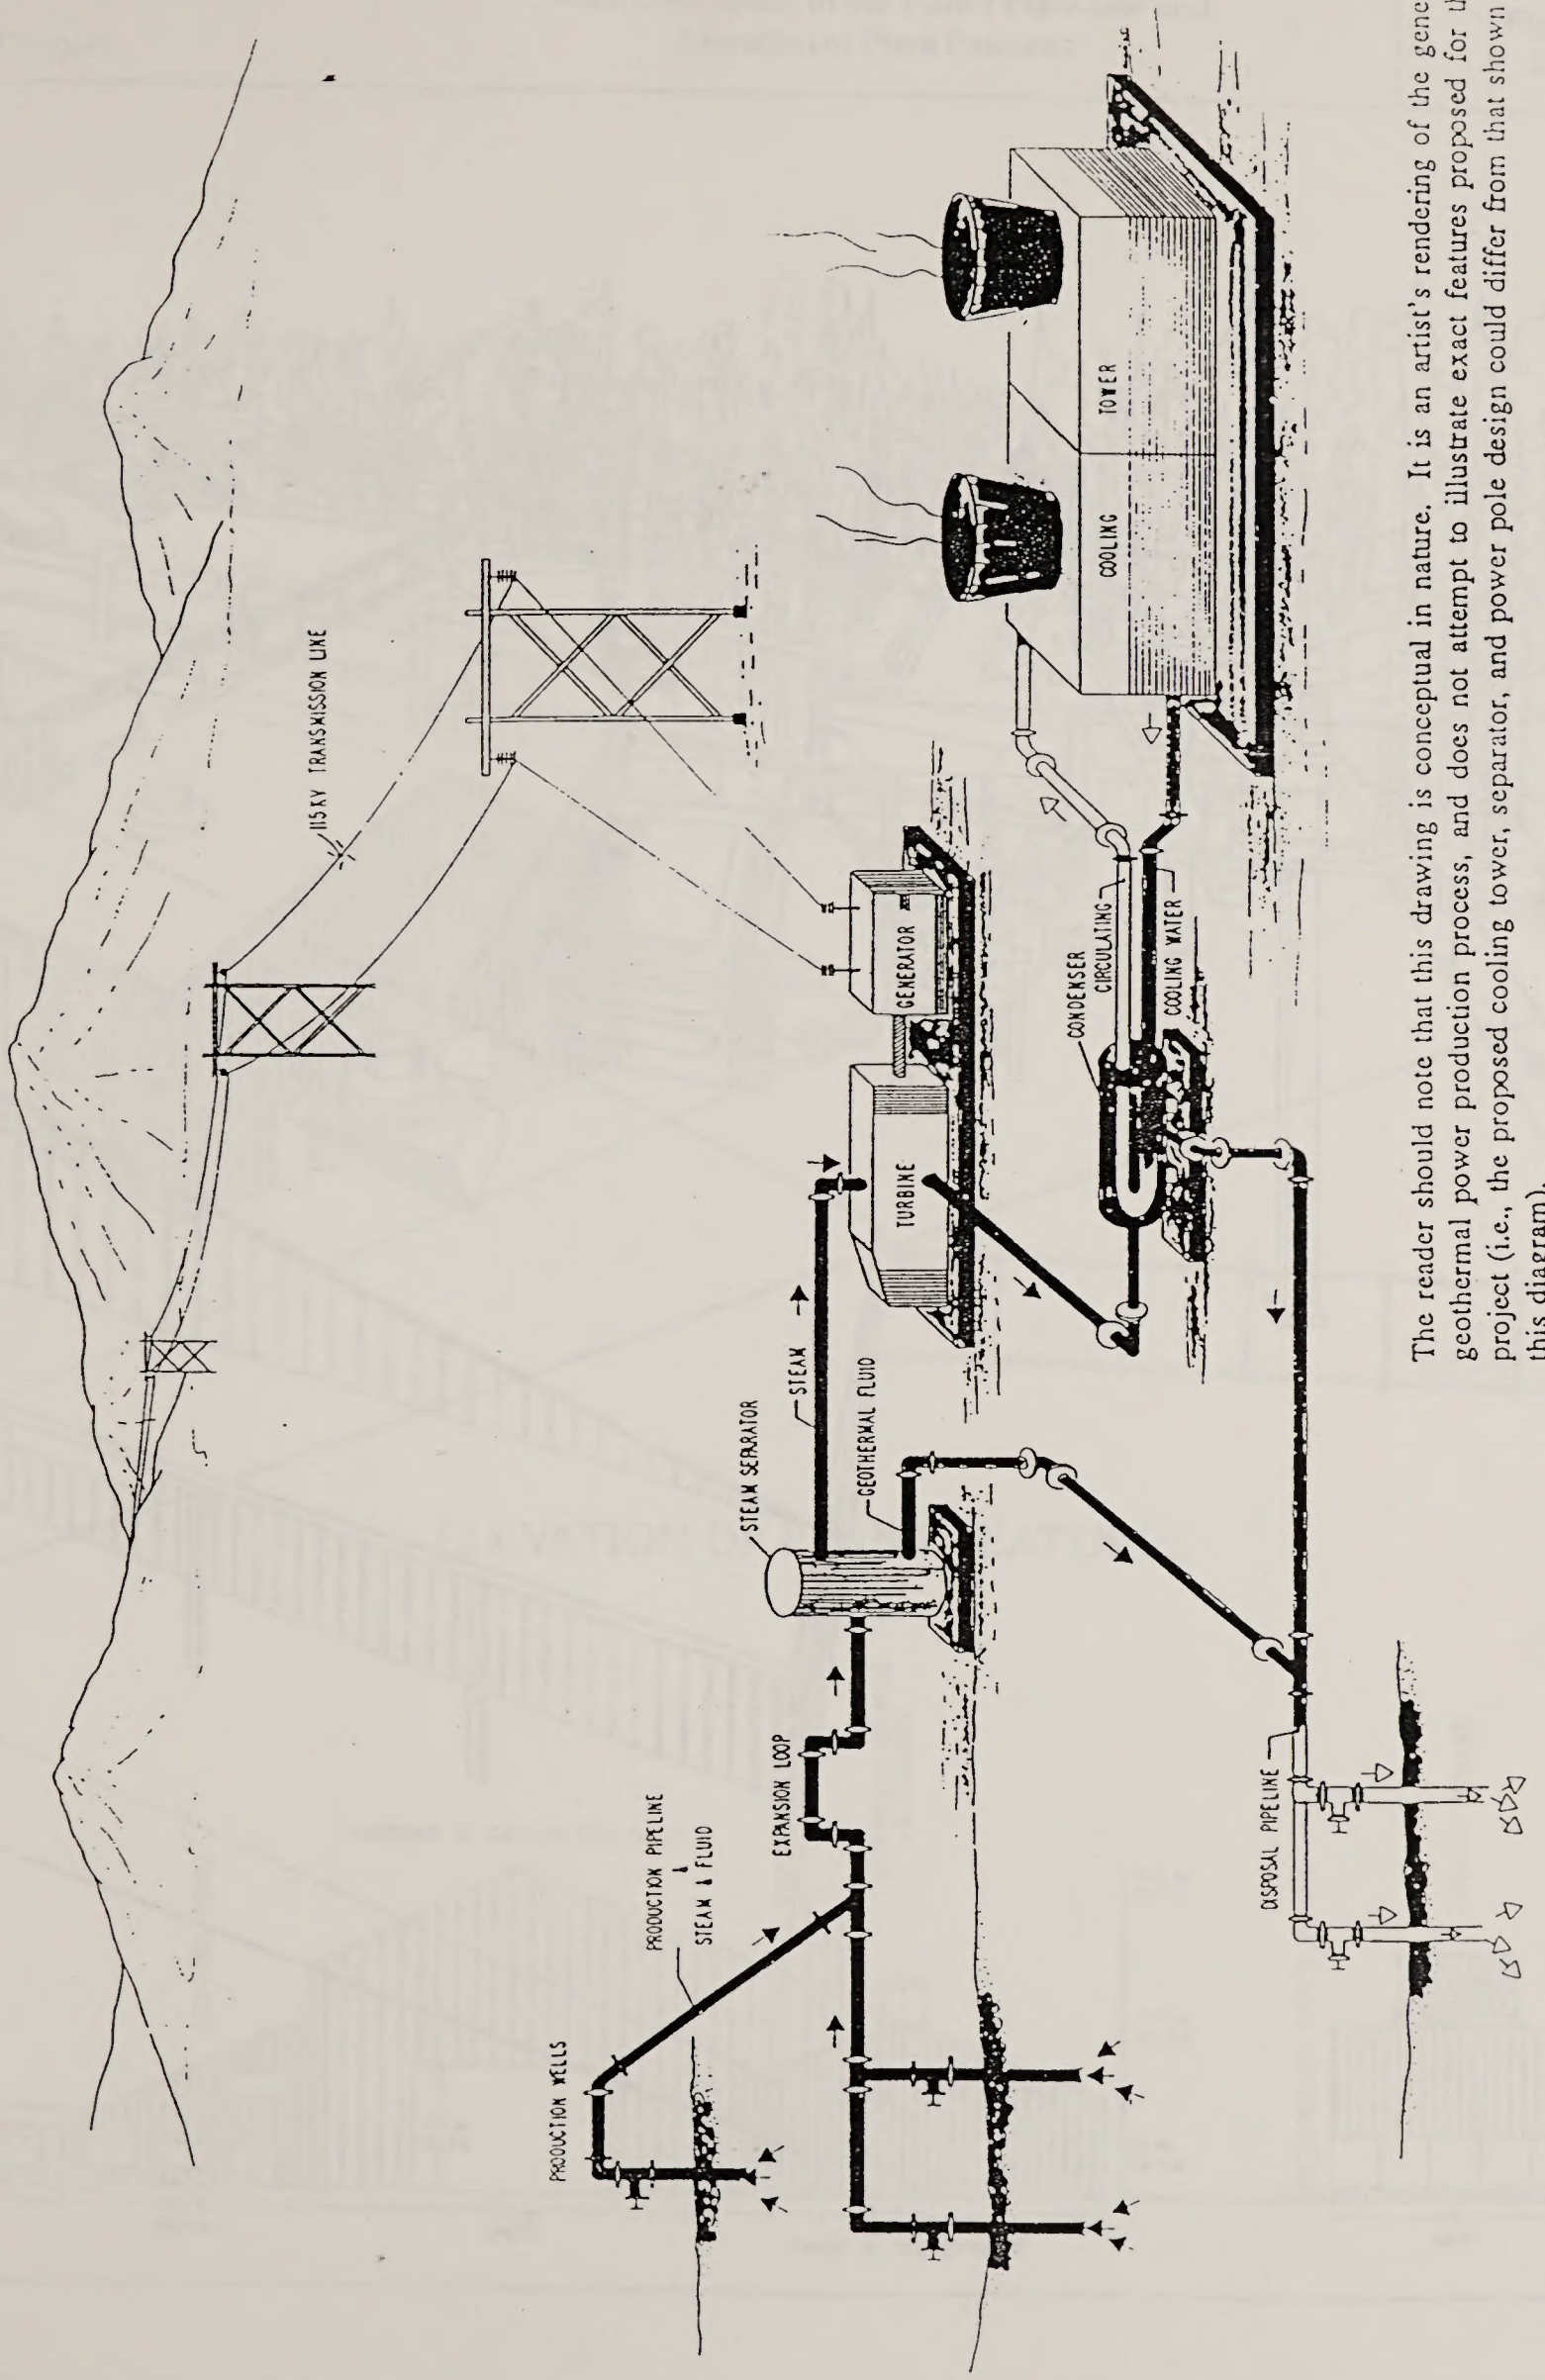 115KV TRANSMISSION LINE
PRODUCTION WELLS
PRODUCTION PIPELINE
STEAM & FLUID
EXPANSION LOOP
STEAM SEPARATOR
STEAM
GEOTHERMAL FLUID
TURBINE
GENERATOR
CONDENSER
CIRCULATING
COOLING WATER
COOLING TOWER
DISPOSAL PIPELINE
The reader should note that this drawing is conceptual in nature. It is an artist's rendering of the
geothermal power production process, and does not attempt to illustrate exact features proposed for
project (i.e., the proposed cooling tower, separator, and power pole design could differ from that shown
this diagram).